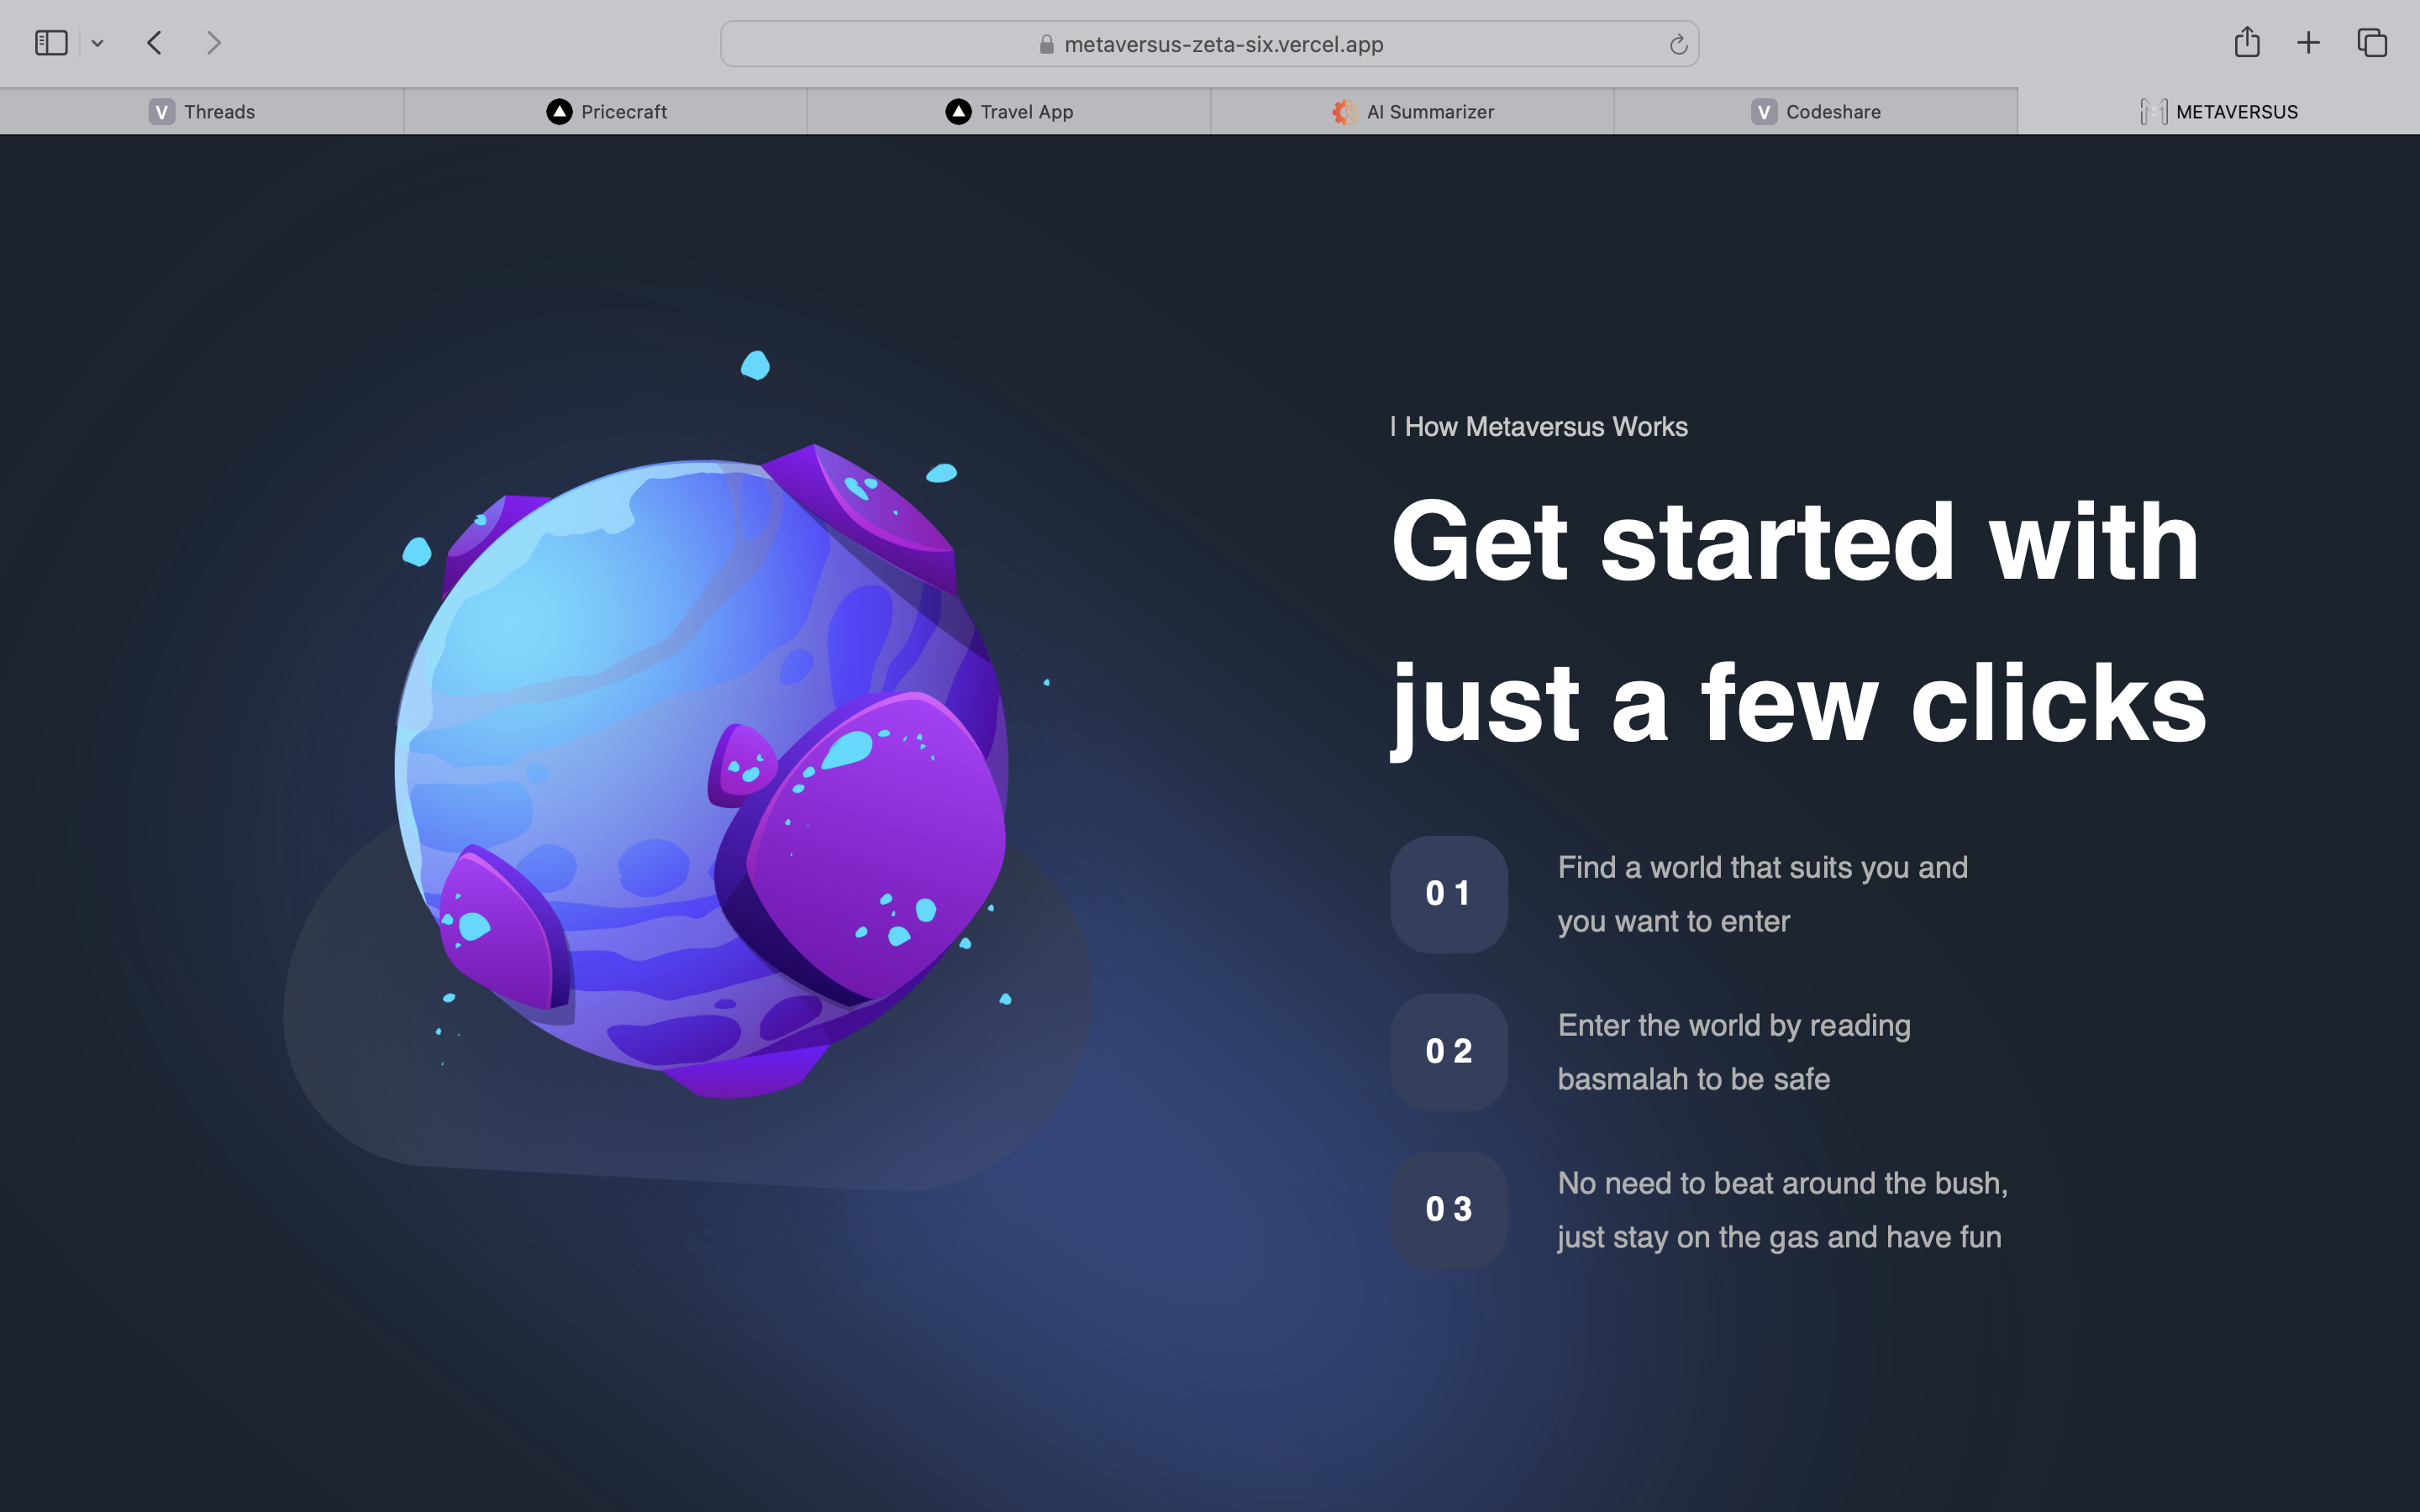 metaversus-zeta-six.vercel.app
V Threads
Pricecraft
Travel App
AI Summarizer
V Codeshare
METAVERSUS
| How Metaversus Works
Get started with
just a few clicks
01
Find a world that suits you and
you want to enter
02
Enter the world by reading
basmalah to be safe
03
No need to beat around the bush,
just stay on the gas and have fun